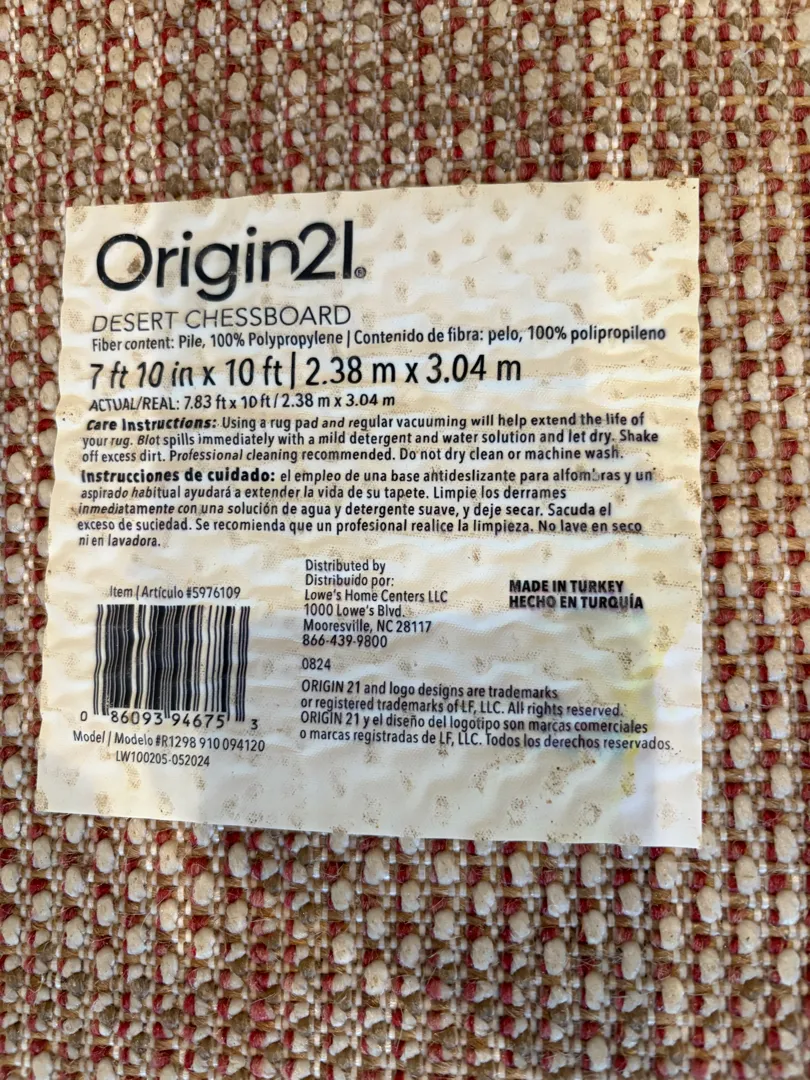 Origin21®
DESERT CHESSBOARD
Fiber content: Pile, 100% Polypropylene | Contenido de fibra: pelo, 100% polipropileno
7 ft 10 in x 10 ft | 2.38 m x 3.04 m
ACTUAL/REAL: 7.83 ft x 10 ft / 2.38 m x 3.04 m
Care Instructions: Using a rug pad and regular vacuuming will help extend the life of
your rug. Blot spills immediately with a mild detergent and water solution and let dry. Shake
off excess dirt. Professional cleaning recommended. Do not dry clean or machine wash.
Instrucciones de cuidado: el empleo de una base antideslizante para alfombras y un
aspirado habitual ayudará a extender la vida de su tapete. Limpie los derrames
inmediatamente con una solución de agua y detergente suave, y deje secar. Sacuda el
exceso de suciedad. Se recomienda que un profesional realice la limpieza. No lave en seco
ni en lavadora.
Item | Artículo #5976109
0 86093 94675 3
Model | Modelo #R1298 910 094120
LW100205-052024
Distributed by
Distribuido por:
Lowe's Home Centers LLC
1000 Lowe's Blvd.
Mooresville, NC 28117
866-439-9800
0824
MADE IN TURKEY
HECHO EN TURQUÍA
ORIGIN 21 and logo designs are trademarks
or registered trademarks of LF, LLC. All rights reserved.
ORIGIN 21 y el diseño del logotipo son marcas comerciales
o marcas registradas de LF, LLC. Todos los derechos reservados.